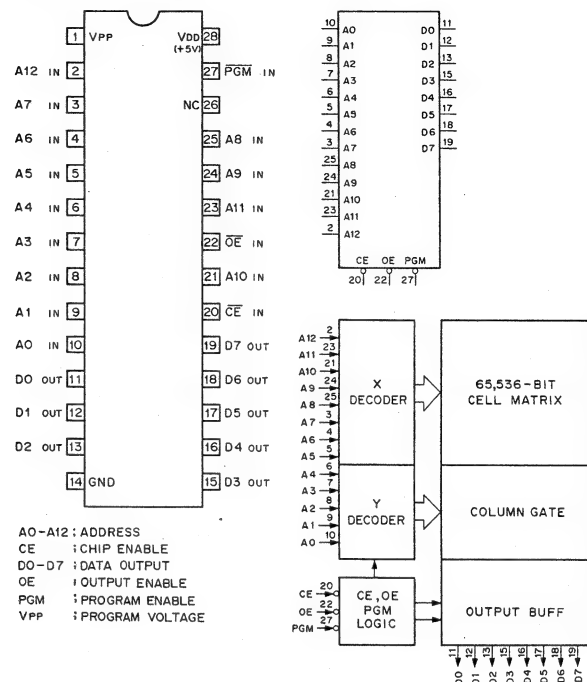 1 VPP VDD 28
(+5V)
A12 IN 2 27 PGM IN
A7 IN 3 NC 26
A6 IN 4 25 A8 IN
A5 IN 5 24 A9 IN
A4 IN 6 23 A11 IN
A3 IN 7 22 OE IN
A2 IN 8 21 A10 IN
A1 IN 9 20 CE IN
A0 IN 10 19 D7 OUT
D0 OUT 11 18 D6 OUT
D1 OUT 12 17 D5 OUT
D2 OUT 13 16 D4 OUT
14 GND 15 D3 OUT
A0-A12 ; ADDRESS
CE ; CHIP ENABLE
D0-D7 ; DATA OUTPUT
OE ; OUTPUT ENABLE
PGM ; PROGRAM ENABLE
VPP ; PROGRAM VOLTAGE
10 A0 D0 11
9 A1 D1 12
8 A2 D2 13
7 A3 D3 15
6 A4 D4 16
5 A5 D5 17
4 A6 D6 18
3 A7 D7 19
25 A8
24 A9
21 A10
23 A11
2 A12
CE OE PGM
20 22 27
A12 2
A11 23
A10 21
A9 24
A8 25
A7 3
A6 4
A5 5
X
DECODER
65,536-BIT
CELL MATRIX
A4 6
A3 7
A2 8
A1 9
A0 10
Y
DECODER
COLUMN GATE
CE 20
OE 22
PGM 27
CE, OE
PGM
LOGIC
OUTPUT BUFF
11 12 13 15 16 17 18 19
D0 D1 D2 D3 D4 D5 D6 D7